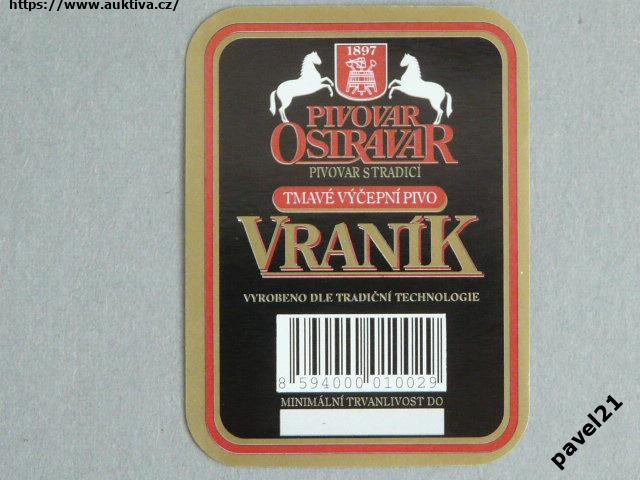 https://www.auktiva.cz/
1897
PIVOVAR
OSTRAVAR
PIVOVAR S TRADICÍ
TMAVÉ VÝČEPNÍ PIVO
VRANÍK
VYROBENO DLE TRADIČNÍ TECHNOLOGIE
8 594000 010029
MINIMÁLNÍ TRVANLIVOST DO
pavel21